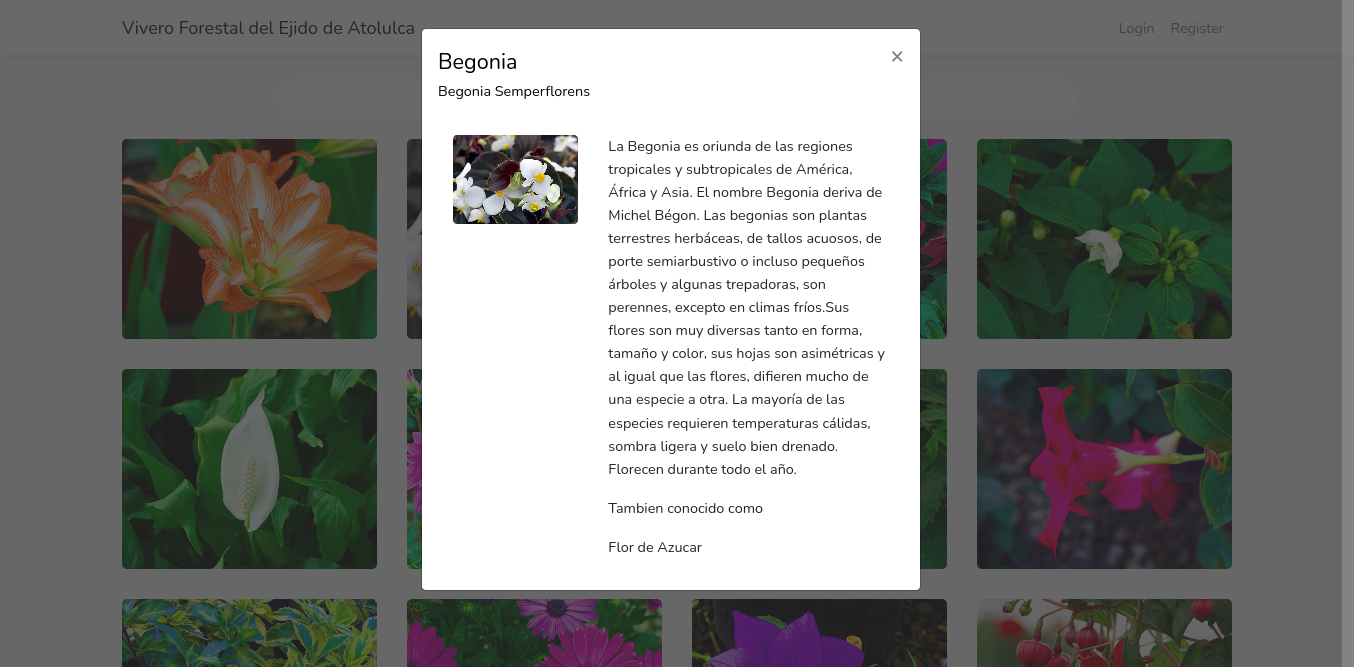 Vivero Forestal del Ejido de Atolulca
Login
Register
Begonia
×
Begonia Semperflorens
La Begonia es oriunda de las regiones
tropicales y subtropicales de América,
África y Asia. El nombre Begonia deriva de
Michel Bégon. Las begonias son plantas
terrestres herbáceas, de tallos acuosos, de
porte semiarbustivo o incluso pequeños
árboles y algunas trepadoras, son
perennes, excepto en climas fríos.Sus
flores son muy diversas tanto en forma,
tamaño y color, sus hojas son asimétricas y
al igual que las flores, difieren mucho de
una especie a otra. La mayoría de las
especies requieren temperaturas cálidas,
sombra ligera y suelo bien drenado.
Florecen durante todo el año.
Tambien conocido como
Flor de Azucar